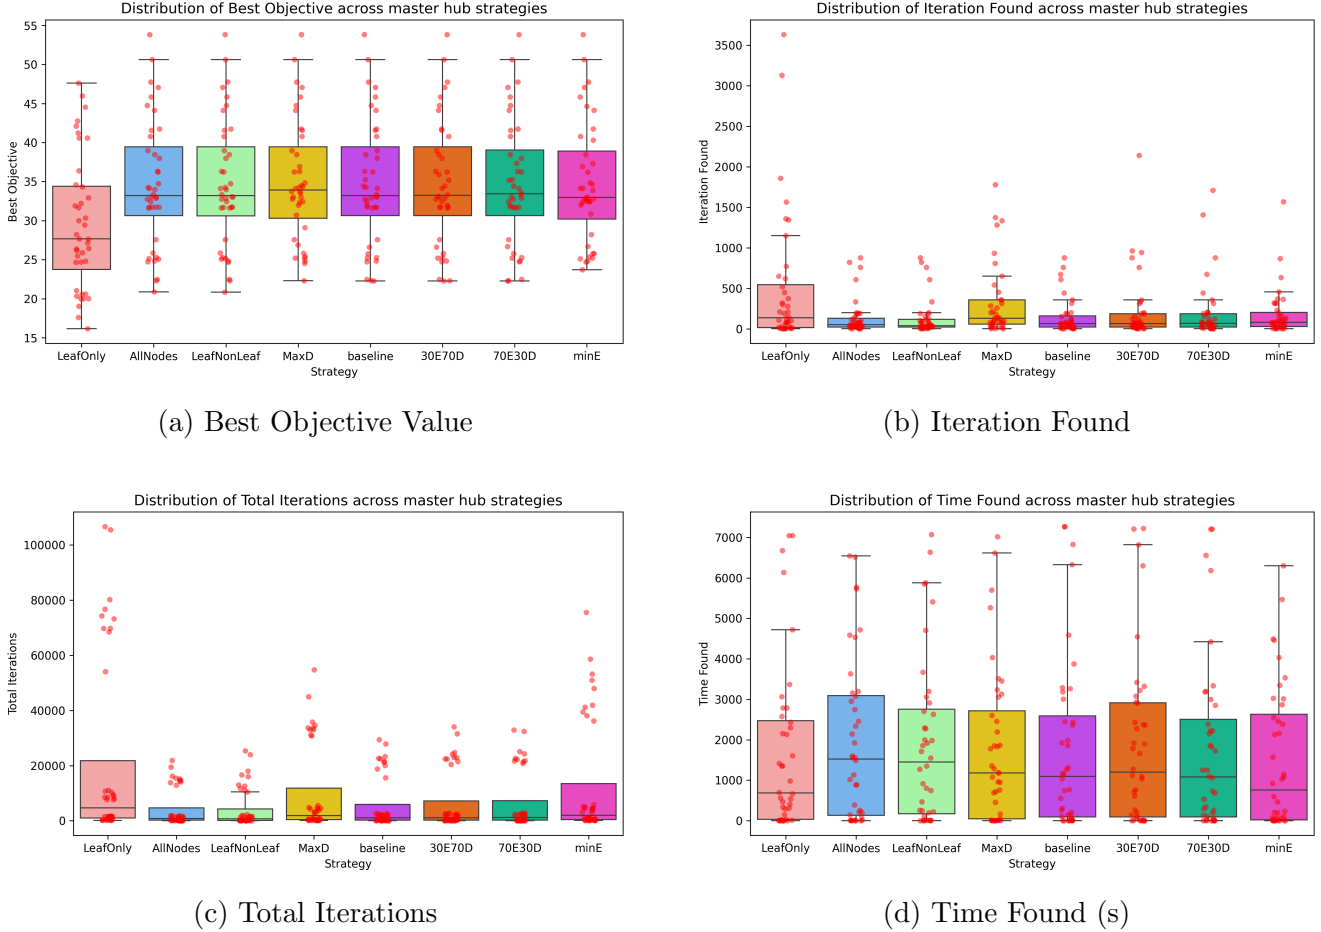 Distribution of Best Objective across master hub strategies
55
50
45
40
35
30
25
20
15
Best Objective
LeafOnly AllNodes LeafNonLeaf MaxD baseline 30E70D 70E30D minE
Strategy
(a) Best Objective Value
Distribution of Iteration Found across master hub strategies
3500
3000
2500
2000
1500
1000
500
0
Iteration Found
LeafOnly AllNodes LeafNonLeaf MaxD baseline 30E70D 70E30D minE
Strategy
(b) Iteration Found
Distribution of Total Iterations across master hub strategies
100000
80000
60000
40000
20000
0
Total Iterations
LeafOnly AllNodes LeafNonLeaf MaxD baseline 30E70D 70E30D minE
Strategy
(c) Total Iterations
Distribution of Time Found across master hub strategies
7000
6000
5000
4000
3000
2000
1000
0
Time Found
LeafOnly AllNodes LeafNonLeaf MaxD baseline 30E70D 70E30D minE
Strategy
(d) Time Found (s)